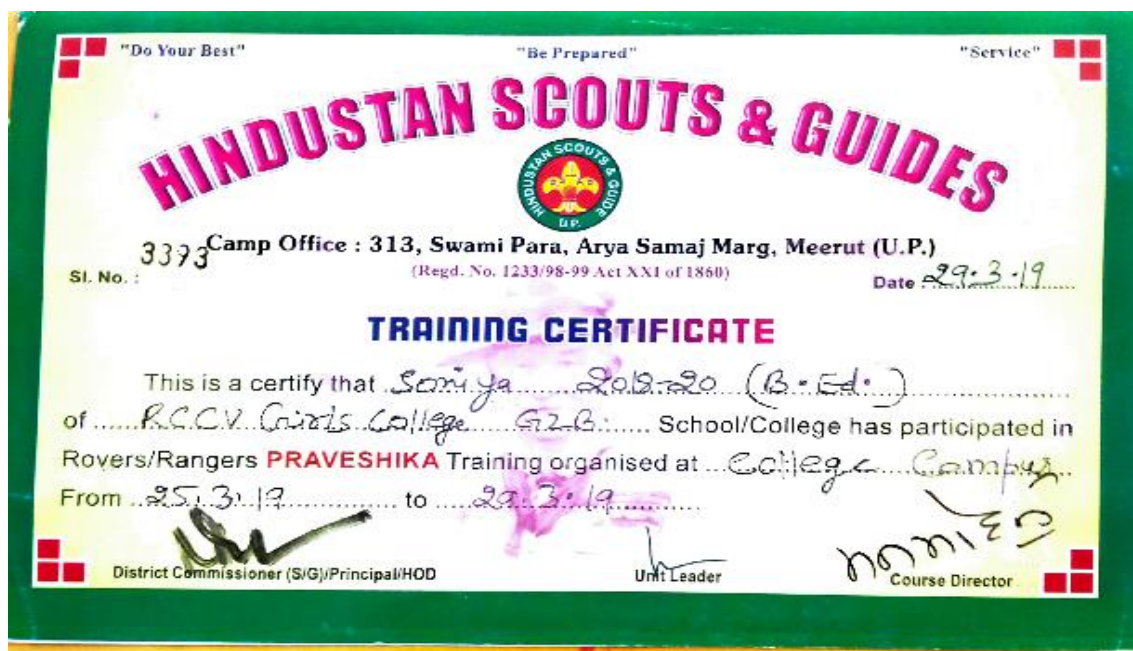 "Do Your Best" "Be Prepared" "Service"
HINDUSTAN SCOUTS & GUIDES
HINDUSTAN SCOUTS & GUIDE
U.P.
Camp Office : 313, Swami Para, Arya Samaj Marg, Meerut (U.P.)
Sl. No. : 3393 (Regd. No. 1233/98-99 Act XXI of 1860) Date 29.3.19
TRAINING CERTIFICATE
This is a certify that Soniya 2018-20 (B.Ed.)
of R.C.C.V. Girls College GZB. School/College has participated in
Rovers/Rangers PRAVESHIKA Training organised at College Campus
From 25.3.19 to 29.3.19
District Commissioner (S/G)/Principal/HOD Unit Leader Course Director